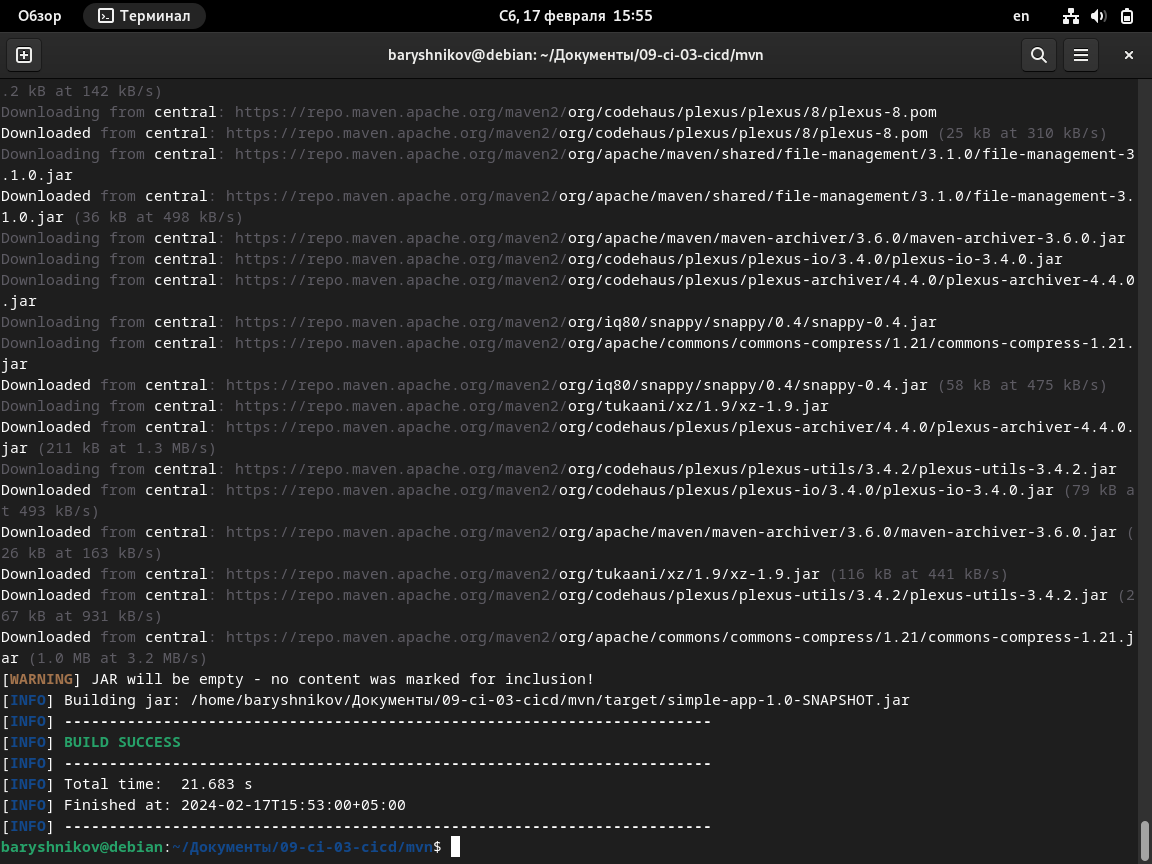 Обзор Терминал Сб, 17 февраля 15:55 en
baryshnikov@debian: ~/Документы/09-ci-03-cicd/mvn
.2 kB at 142 kB/s)
Downloading from central: https://repo.maven.apache.org/maven2/org/codehaus/plexus/plexus/8/plexus-8.pom
Downloaded from central: https://repo.maven.apache.org/maven2/org/codehaus/plexus/plexus/8/plexus-8.pom (25 kB at 310 kB/s)
Downloading from central: https://repo.maven.apache.org/maven2/org/apache/maven/shared/file-management/3.1.0/file-management-3
.1.0.jar
Downloaded from central: https://repo.maven.apache.org/maven2/org/apache/maven/shared/file-management/3.1.0/file-management-3.
1.0.jar (36 kB at 498 kB/s)
Downloading from central: https://repo.maven.apache.org/maven2/org/apache/maven/maven-archiver/3.6.0/maven-archiver-3.6.0.jar
Downloading from central: https://repo.maven.apache.org/maven2/org/codehaus/plexus/plexus-io/3.4.0/plexus-io-3.4.0.jar
Downloading from central: https://repo.maven.apache.org/maven2/org/codehaus/plexus/plexus-archiver/4.4.0/plexus-archiver-4.4.0
.jar
Downloading from central: https://repo.maven.apache.org/maven2/org/iq80/snappy/snappy/0.4/snappy-0.4.jar
Downloading from central: https://repo.maven.apache.org/maven2/org/apache/commons/commons-compress/1.21/commons-compress-1.21.
jar
Downloaded from central: https://repo.maven.apache.org/maven2/org/iq80/snappy/snappy/0.4/snappy-0.4.jar (58 kB at 475 kB/s)
Downloading from central: https://repo.maven.apache.org/maven2/org/tukaani/xz/1.9/xz-1.9.jar
Downloaded from central: https://repo.maven.apache.org/maven2/org/codehaus/plexus/plexus-archiver/4.4.0/plexus-archiver-4.4.0.
jar (211 kB at 1.3 MB/s)
Downloading from central: https://repo.maven.apache.org/maven2/org/codehaus/plexus/plexus-utils/3.4.2/plexus-utils-3.4.2.jar
Downloaded from central: https://repo.maven.apache.org/maven2/org/codehaus/plexus/plexus-io/3.4.0/plexus-io-3.4.0.jar (79 kB a
t 493 kB/s)
Downloaded from central: https://repo.maven.apache.org/maven2/org/apache/maven/maven-archiver/3.6.0/maven-archiver-3.6.0.jar (
26 kB at 163 kB/s)
Downloaded from central: https://repo.maven.apache.org/maven2/org/tukaani/xz/1.9/xz-1.9.jar (116 kB at 441 kB/s)
Downloaded from central: https://repo.maven.apache.org/maven2/org/codehaus/plexus/plexus-utils/3.4.2/plexus-utils-3.4.2.jar (2
67 kB at 931 kB/s)
Downloaded from central: https://repo.maven.apache.org/maven2/org/apache/commons/commons-compress/1.21/commons-compress-1.21.j
ar (1.0 MB at 3.2 MB/s)
[WARNING] JAR will be empty - no content was marked for inclusion!
[INFO] Building jar: /home/baryshnikov/Документы/09-ci-03-cicd/mvn/target/simple-app-1.0-SNAPSHOT.jar
[INFO] ------------------------------------------------------------------------
[INFO] BUILD SUCCESS
[INFO] ------------------------------------------------------------------------
[INFO] Total time:  21.683 s
[INFO] Finished at: 2024-02-17T15:53:00+05:00
[INFO] ------------------------------------------------------------------------
baryshnikov@debian:~/Документы/09-ci-03-cicd/mvn$